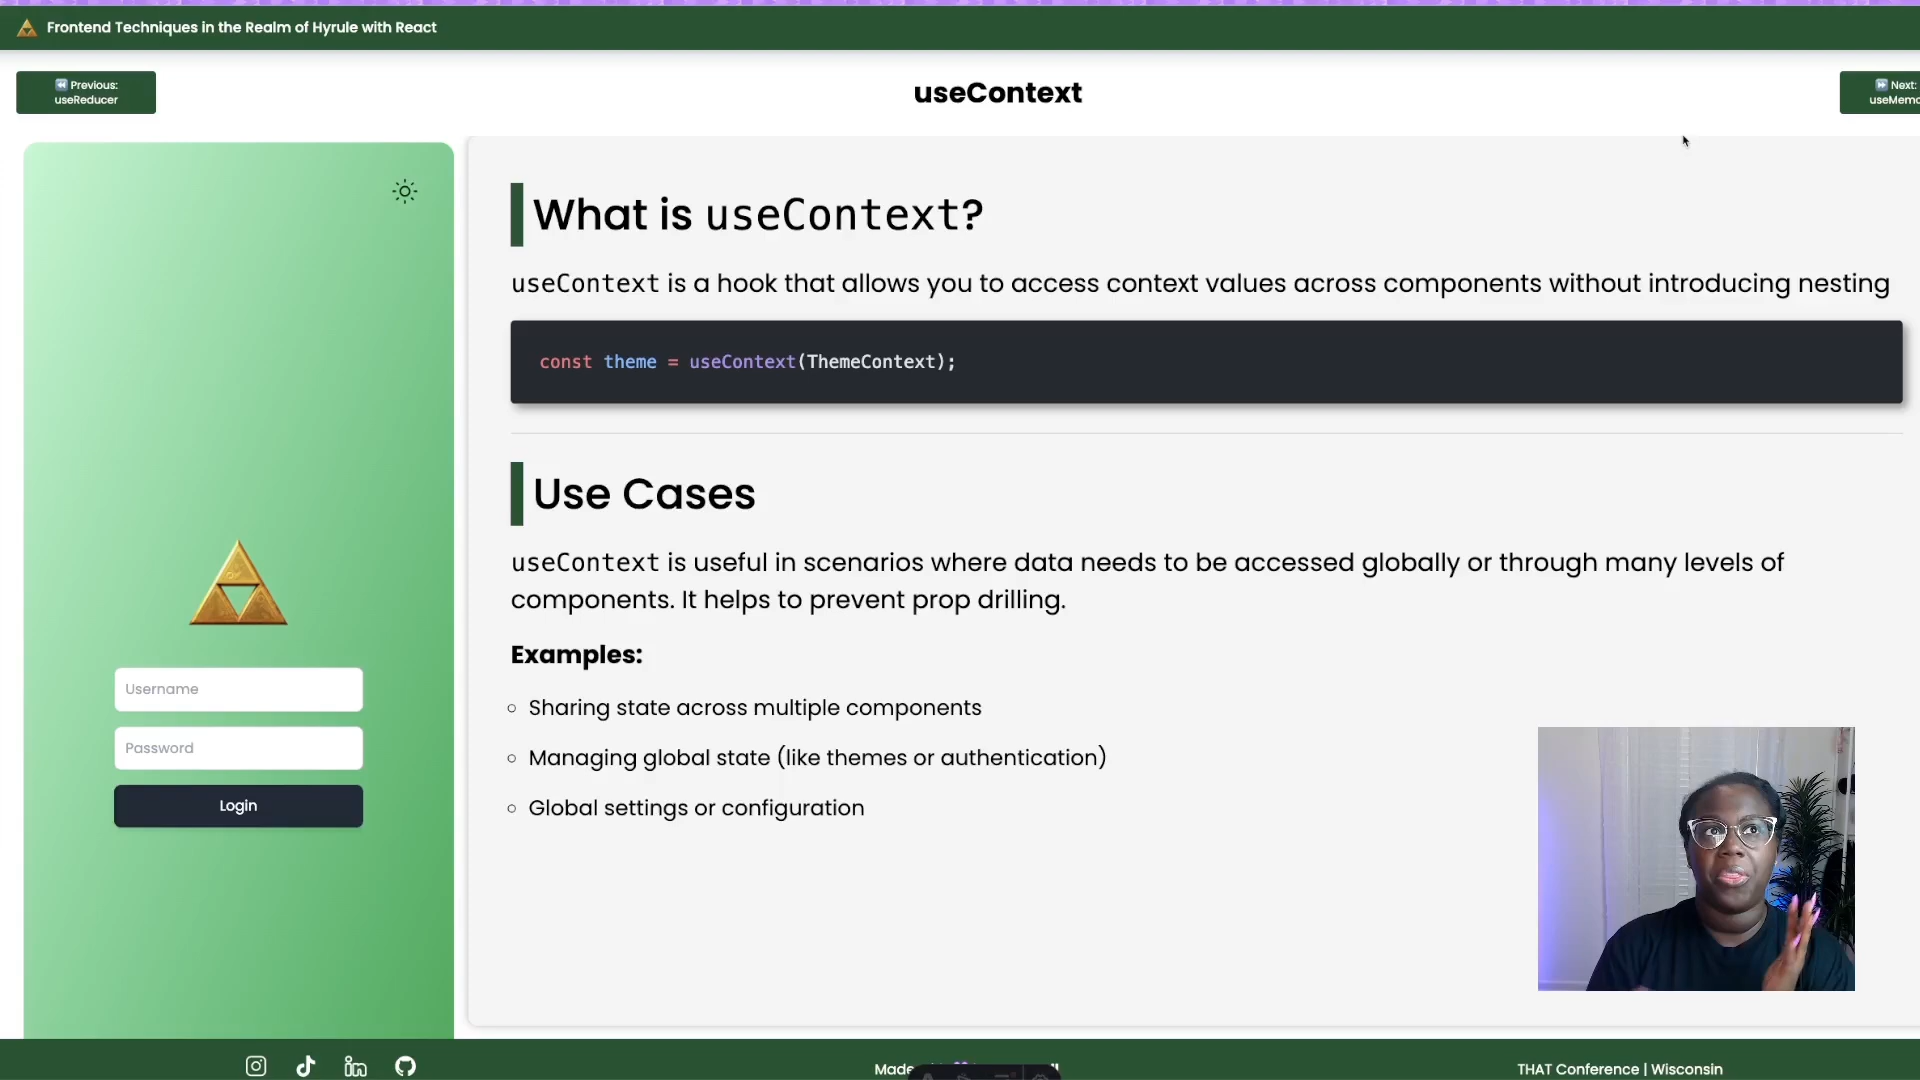 Frontend Techniques in the Realm of Hyrule with React
Previous:
useReducer
useContext
Next:
What is useContext?
useContext is a hook that allows you to access context values across components without introducing nesting
const theme = useContext(ThemeContext);
Use Cases
useContext is useful in scenarios where data needs to be accessed globally or through many levels of
components. It helps to prevent prop drilling.
Examples:
Sharing state across multiple components
Managing global state (like themes or authentication)
Global settings or configuration
Username
Password
Login
THAT Conference | Wisconsin